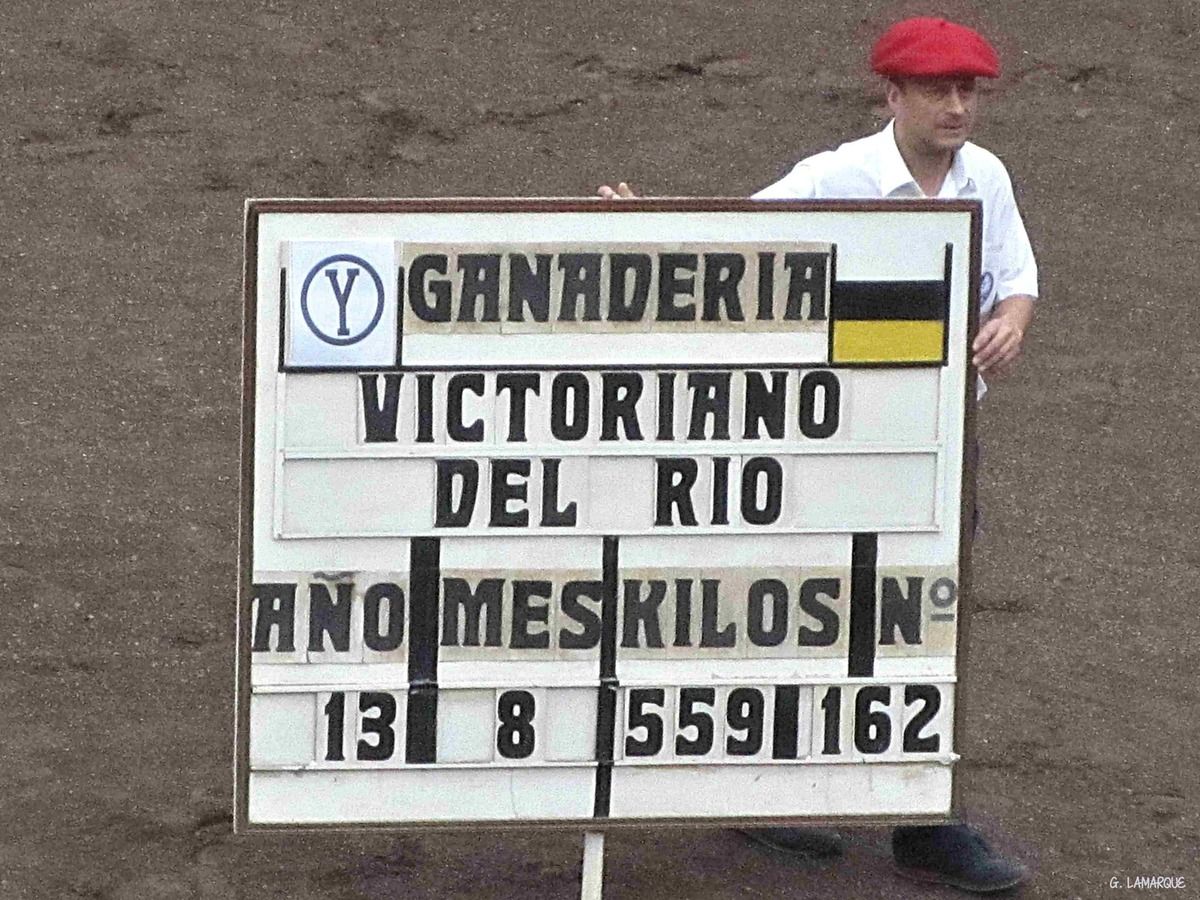 Y GANADERIA
VICTORIANO
DEL RIO
AÑO MES KILOS Nº
13 8 559 162
G. LAMARQUE